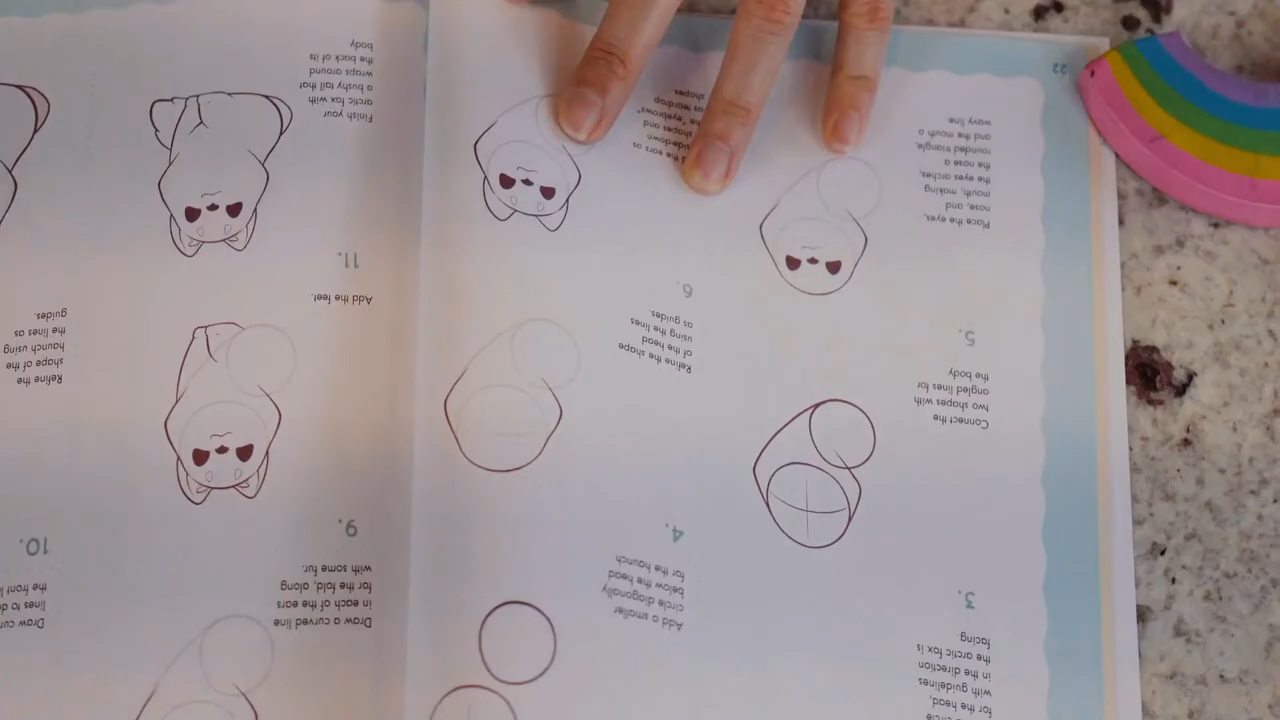 circle
for the head,
with guidelines
in the direction
the arctic fox is
facing.
Add a smaller
circle diagonally
below the head
for the haunch
3.
Connect the
two shapes with
angled lines for
the body
4.
Refine the shape
of the head
using the lines
as guides.
5.
Place the eyes,
nose, and
mouth, making
the eyes arches,
the nose a
rounded triangle,
and the mouth a
wavy line
6.
the ears as
side-down
shapes and
"eyebrows"
as teardrop
shapes
22
Draw a curved line
in each of the ears
for the fold, along
with some fur.
Draw
lines to
the front
9.
Add the feet.
10.
Refine the
shape of the
haunch using
the lines as
guides.
11.
Finish your
arctic fox with
a bushy tail that
wraps around
the back of its
body